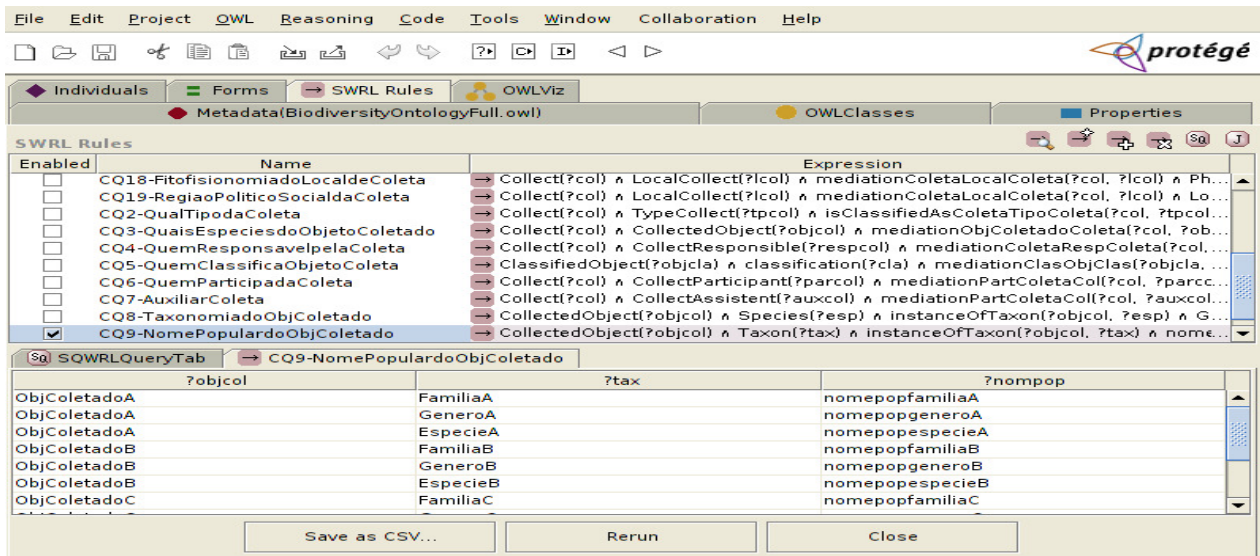 File Edit Project OWL Reasoning Code Tools Window Collaboration Help
protégé
Individuals Forms SWRL Rules OWLViz
Metadata(BiodiversityOntologyFull.owl) OWLClasses Properties
SWRL Rules
Enabled Name Expression
CQ18-FitofisionomiadoLocaldeColeta → Collect(?col) ∧ LocalCollect(?lcol) ∧ mediationColetaLocalColeta(?col, ?lcol) ∧ Ph...
CQ19-RegiaoPoliticoSocialdaColeta → Collect(?col) ∧ LocalCollect(?lcol) ∧ mediationColetaLocalColeta(?col, ?lcol) ∧ Lo...
CQ2-QualTipodaColeta → Collect(?col) ∧ TypeCollect(?tpcol) ∧ isClassifiedAsColetaTipoColeta(?col, ?tpcol...
CQ3-QuaisEspeciesdoObjetoColetado → Collect(?col) ∧ CollectedObject(?objcol) ∧ mediationObjColetadoColeta(?col, ?ob...
CQ4-QuemResponsavelpelaColeta → Collect(?col) ∧ CollectResponsible(?respcol) ∧ mediationColetaRespColeta(?col, ...
CQ5-QuemClassificaObjetoColeta → ClassifiedObject(?objcla) ∧ classification(?cla) ∧ mediationClasObjClas(?objcla, ...
CQ6-QuemParticipadaColeta → Collect(?col) ∧ CollectParticipant(?parcol) ∧ mediationPartColetaCol(?col, ?parcc...
CQ7-AuxiliarColeta → Collect(?col) ∧ CollectAssistent(?auxcol) ∧ mediationPartColetaCol(?col, ?auxcol...
CQ8-TaxonomiadoObjColetado → CollectedObject(?objcol) ∧ Species(?esp) ∧ instanceOfTaxon(?objcol, ?esp) ∧ G...
CQ9-NomePopulardoObjColetado → CollectedObject(?objcol) ∧ Taxon(?tax) ∧ instanceOfTaxon(?objcol, ?tax) ∧ nome...
SQWRLQueryTab → CQ9-NomePopulardoObjColetado
?objcol ?tax ?nompop
ObjColetadoA FamiliaA nomepopfamiliaA
ObjColetadoA GeneroA nomepopgeneroA
ObjColetadoA EspecieA nomepopespecieA
ObjColetadoB FamiliaB nomepopfamiliaB
ObjColetadoB GeneroB nomepopgeneroB
ObjColetadoB EspecieB nomepopespecieB
ObjColetadoC FamiliaC nomepopfamiliaC
Save as CSV... Rerun Close